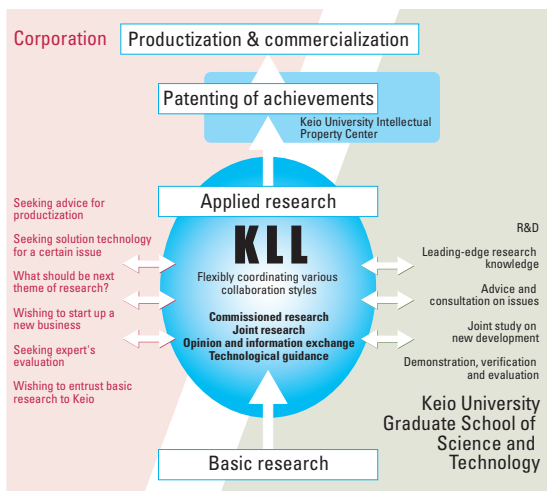 Corporation
Productization & commercialization
Patenting of achievements
Keio University Intellectual
Property Center
Applied research
KLL
Flexibly coordinating various
collaboration styles
Commissioned research
Joint research
Opinion and information exchange
Technological guidance
Seeking advice for
productization
Seeking solution technology
for a certain issue
What should be next
theme of research?
Wishing to start up a
new business
Seeking expert's
evaluation
Wishing to entrust basic
research to Keio
R&D
Leading-edge research
knowledge
Advice and
consultation on issues
Joint study on
new development
Demonstration, verification
and evaluation
Keio University
Graduate School of
Science and
Technology
Basic research